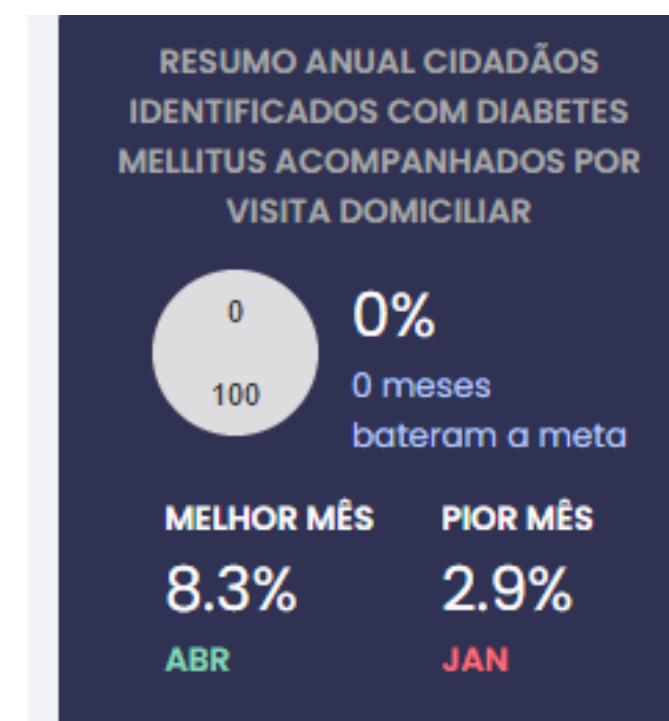 RESUMO ANUAL CIDADÃOS
IDENTIFICADOS COM DIABETES
MELLITUS ACOMPANHADOS POR
VISITA DOMICILIAR
0
100
0%
0 meses
bateram a meta
MELHOR MÊS
8.3%
ABR
PIOR MÊS
2.9%
JAN